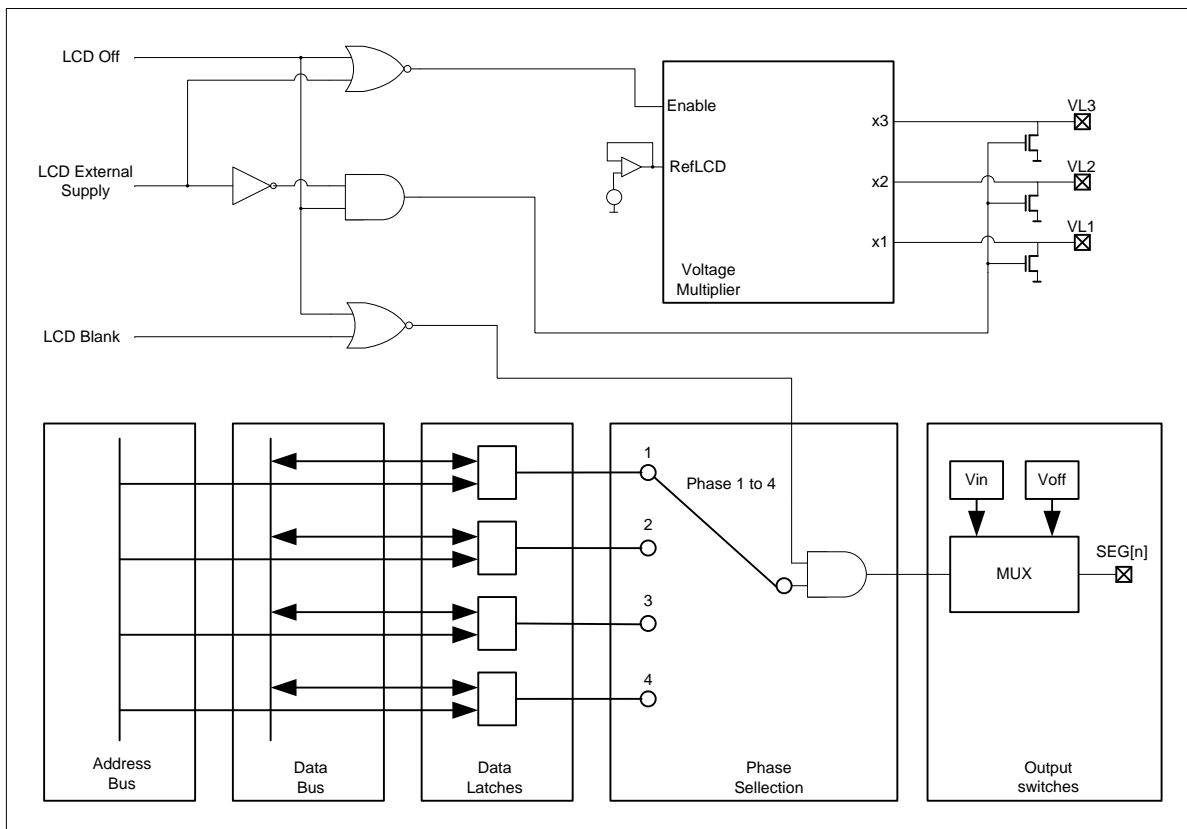 LCD Off
LCD External
Supply
LCD Blank
Enable
RefLCD
x3
x2
x1
Voltage
Multiplier
VL3
VL2
VL1
1
2
3
4
Phase 1 to 4
Vin
Voff
MUX
SEG[n]
Address
Bus
Data
Bus
Data
Latches
Phase
Sellection
Output
switches